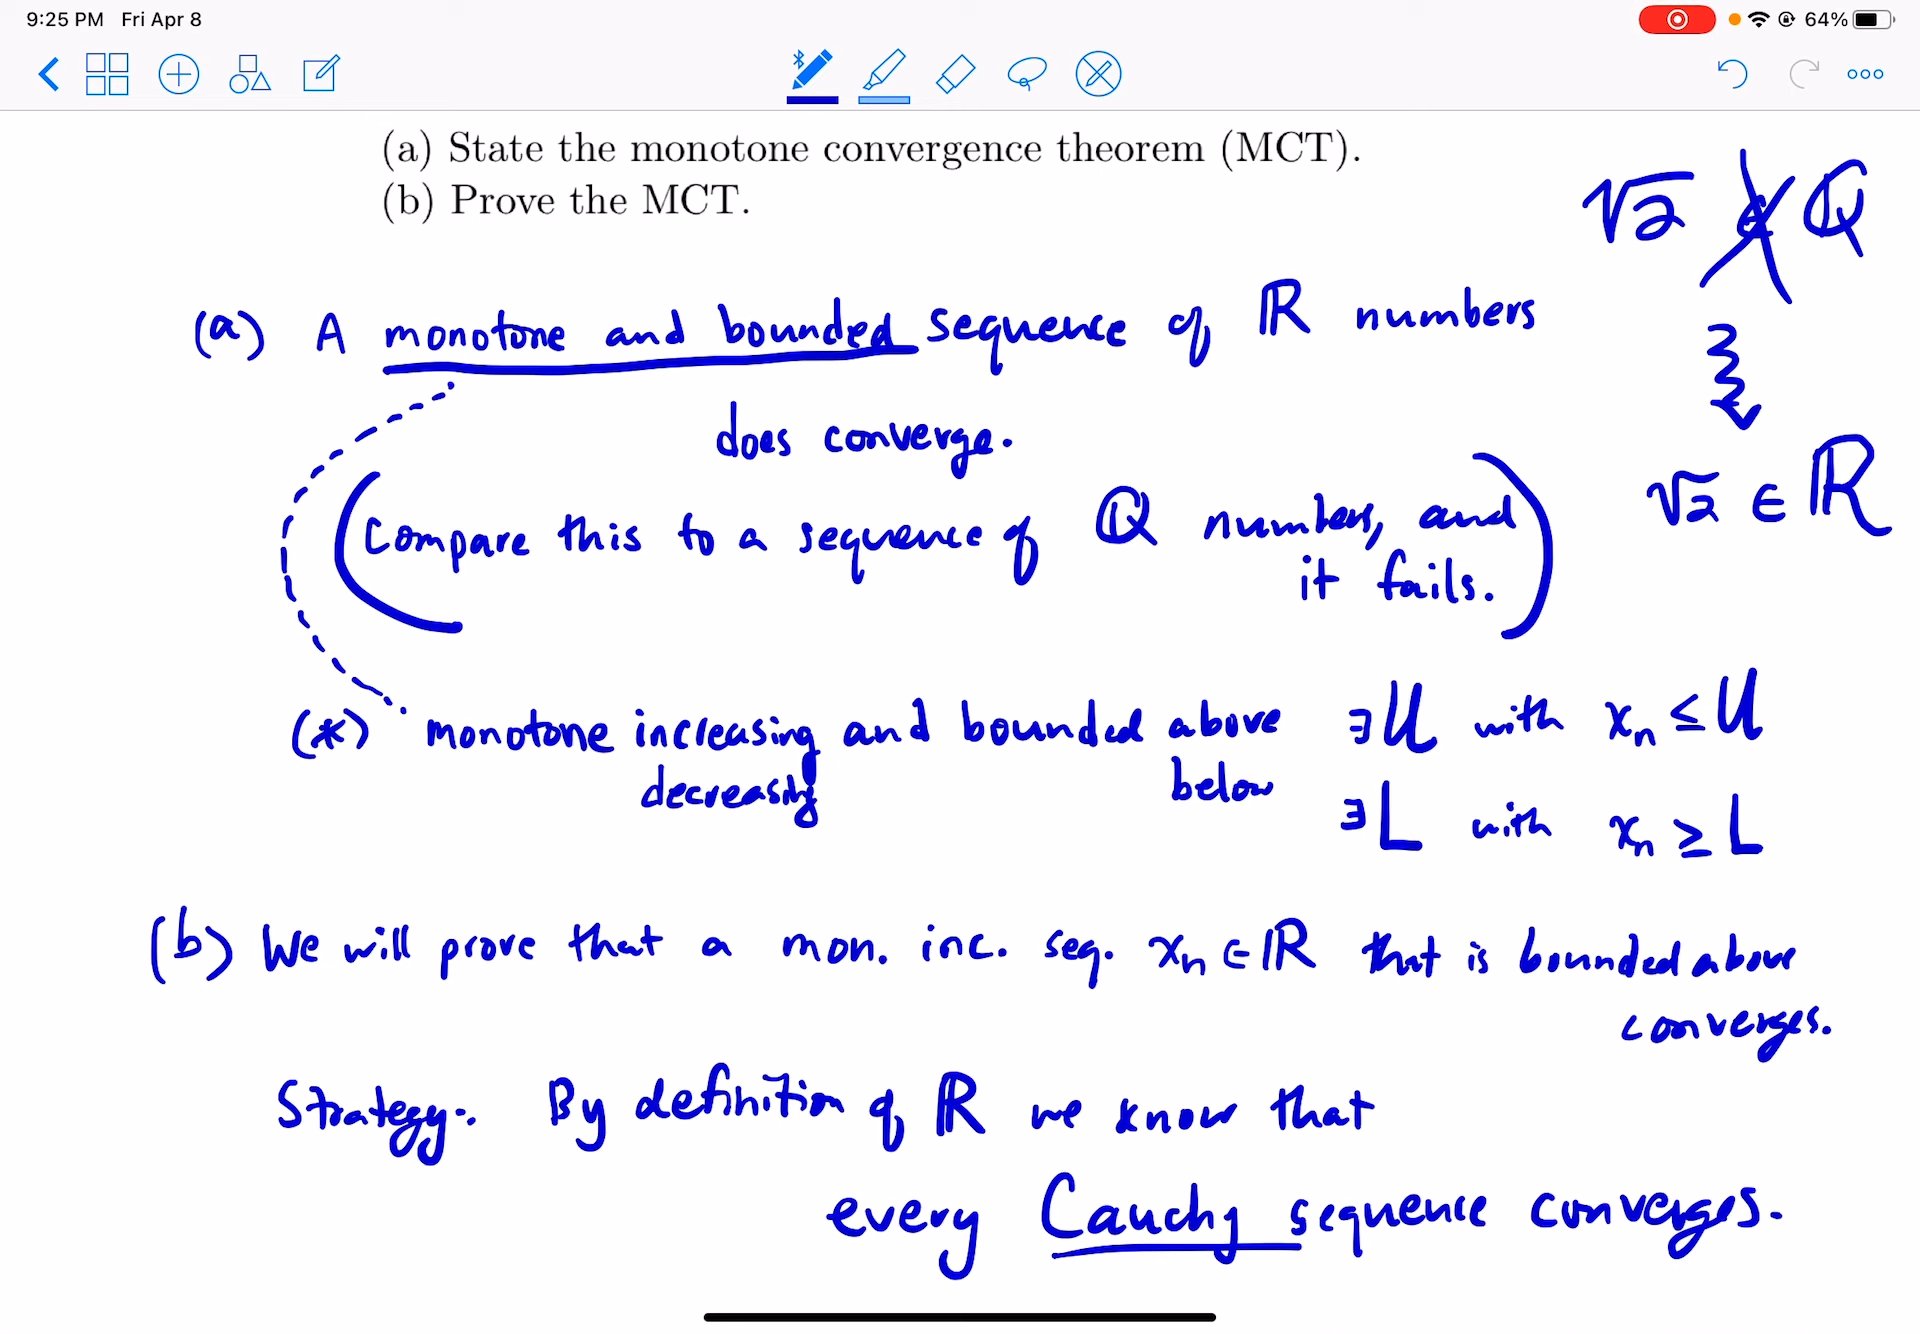 9:25 PM Fri Apr 8 64%
(a) State the monotone convergence theorem (MCT).
(b) Prove the MCT.
√2 ∉ ℚ
(a) A monotone and bounded sequence of ℝ numbers
does converge.
(Compare this to a sequence of ℚ numbers, and
it fails.)
√2 ∈ ℝ
(*) monotone increasing and bounded above ∃ U with xₙ ≤ U
decreasing below ∃ L with xₙ ≥ L
(b) We will prove that a mon. inc. seq. xₙ ∈ ℝ that is bounded above
converges.
Strategy: By definition of ℝ we know that
every Cauchy sequence converges.